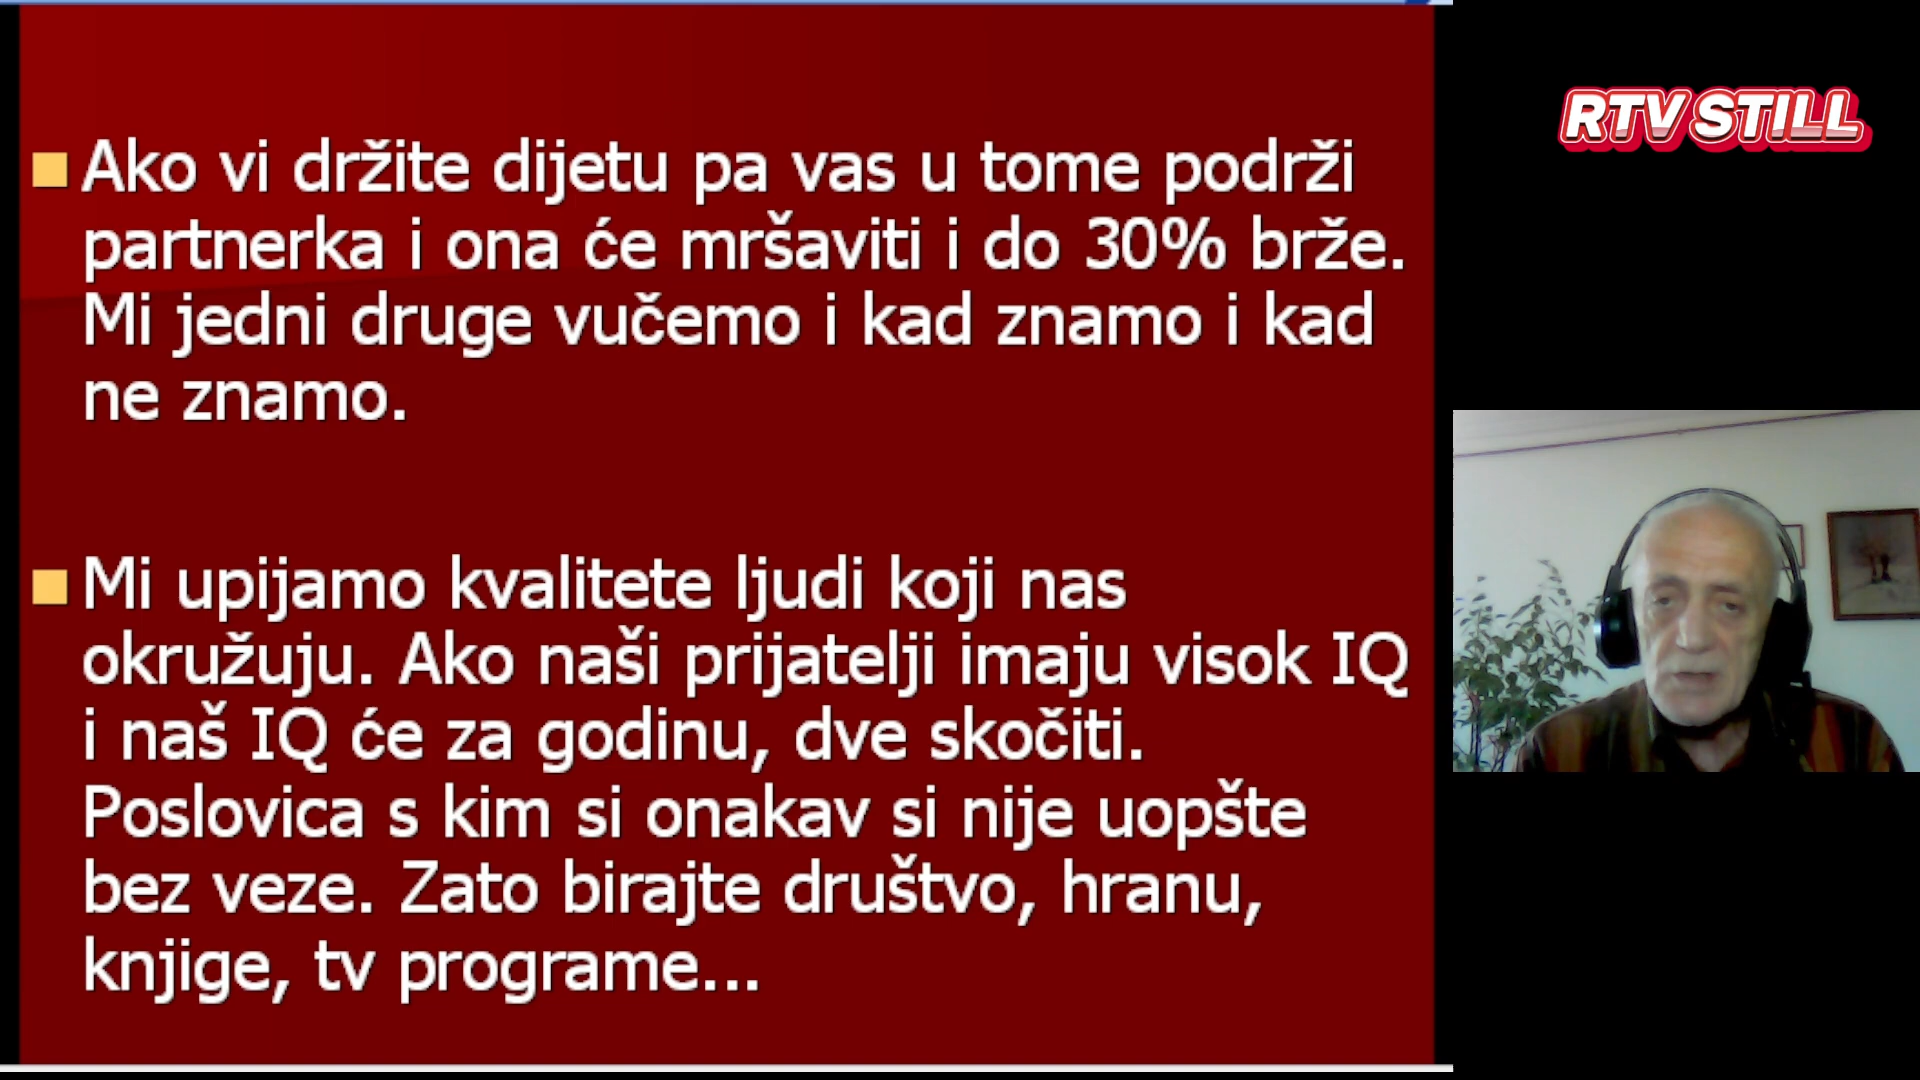 Ako vi držite dijetu pa vas u tome podrži
partnerka i ona će mršaviti i do 30% brže.
Mi jedni druge vučemo i kad znamo i kad
ne znamo.
Mi upijamo kvalitete ljudi koji nas
okružuju. Ako naši prijatelji imaju visok IQ
i naš IQ će za godinu, dve skočiti.
Poslovica s kim si onakav si nije uopšte
bez veze. Zato birajte društvo, hranu,
knjige, tv programe...
RTV STILL